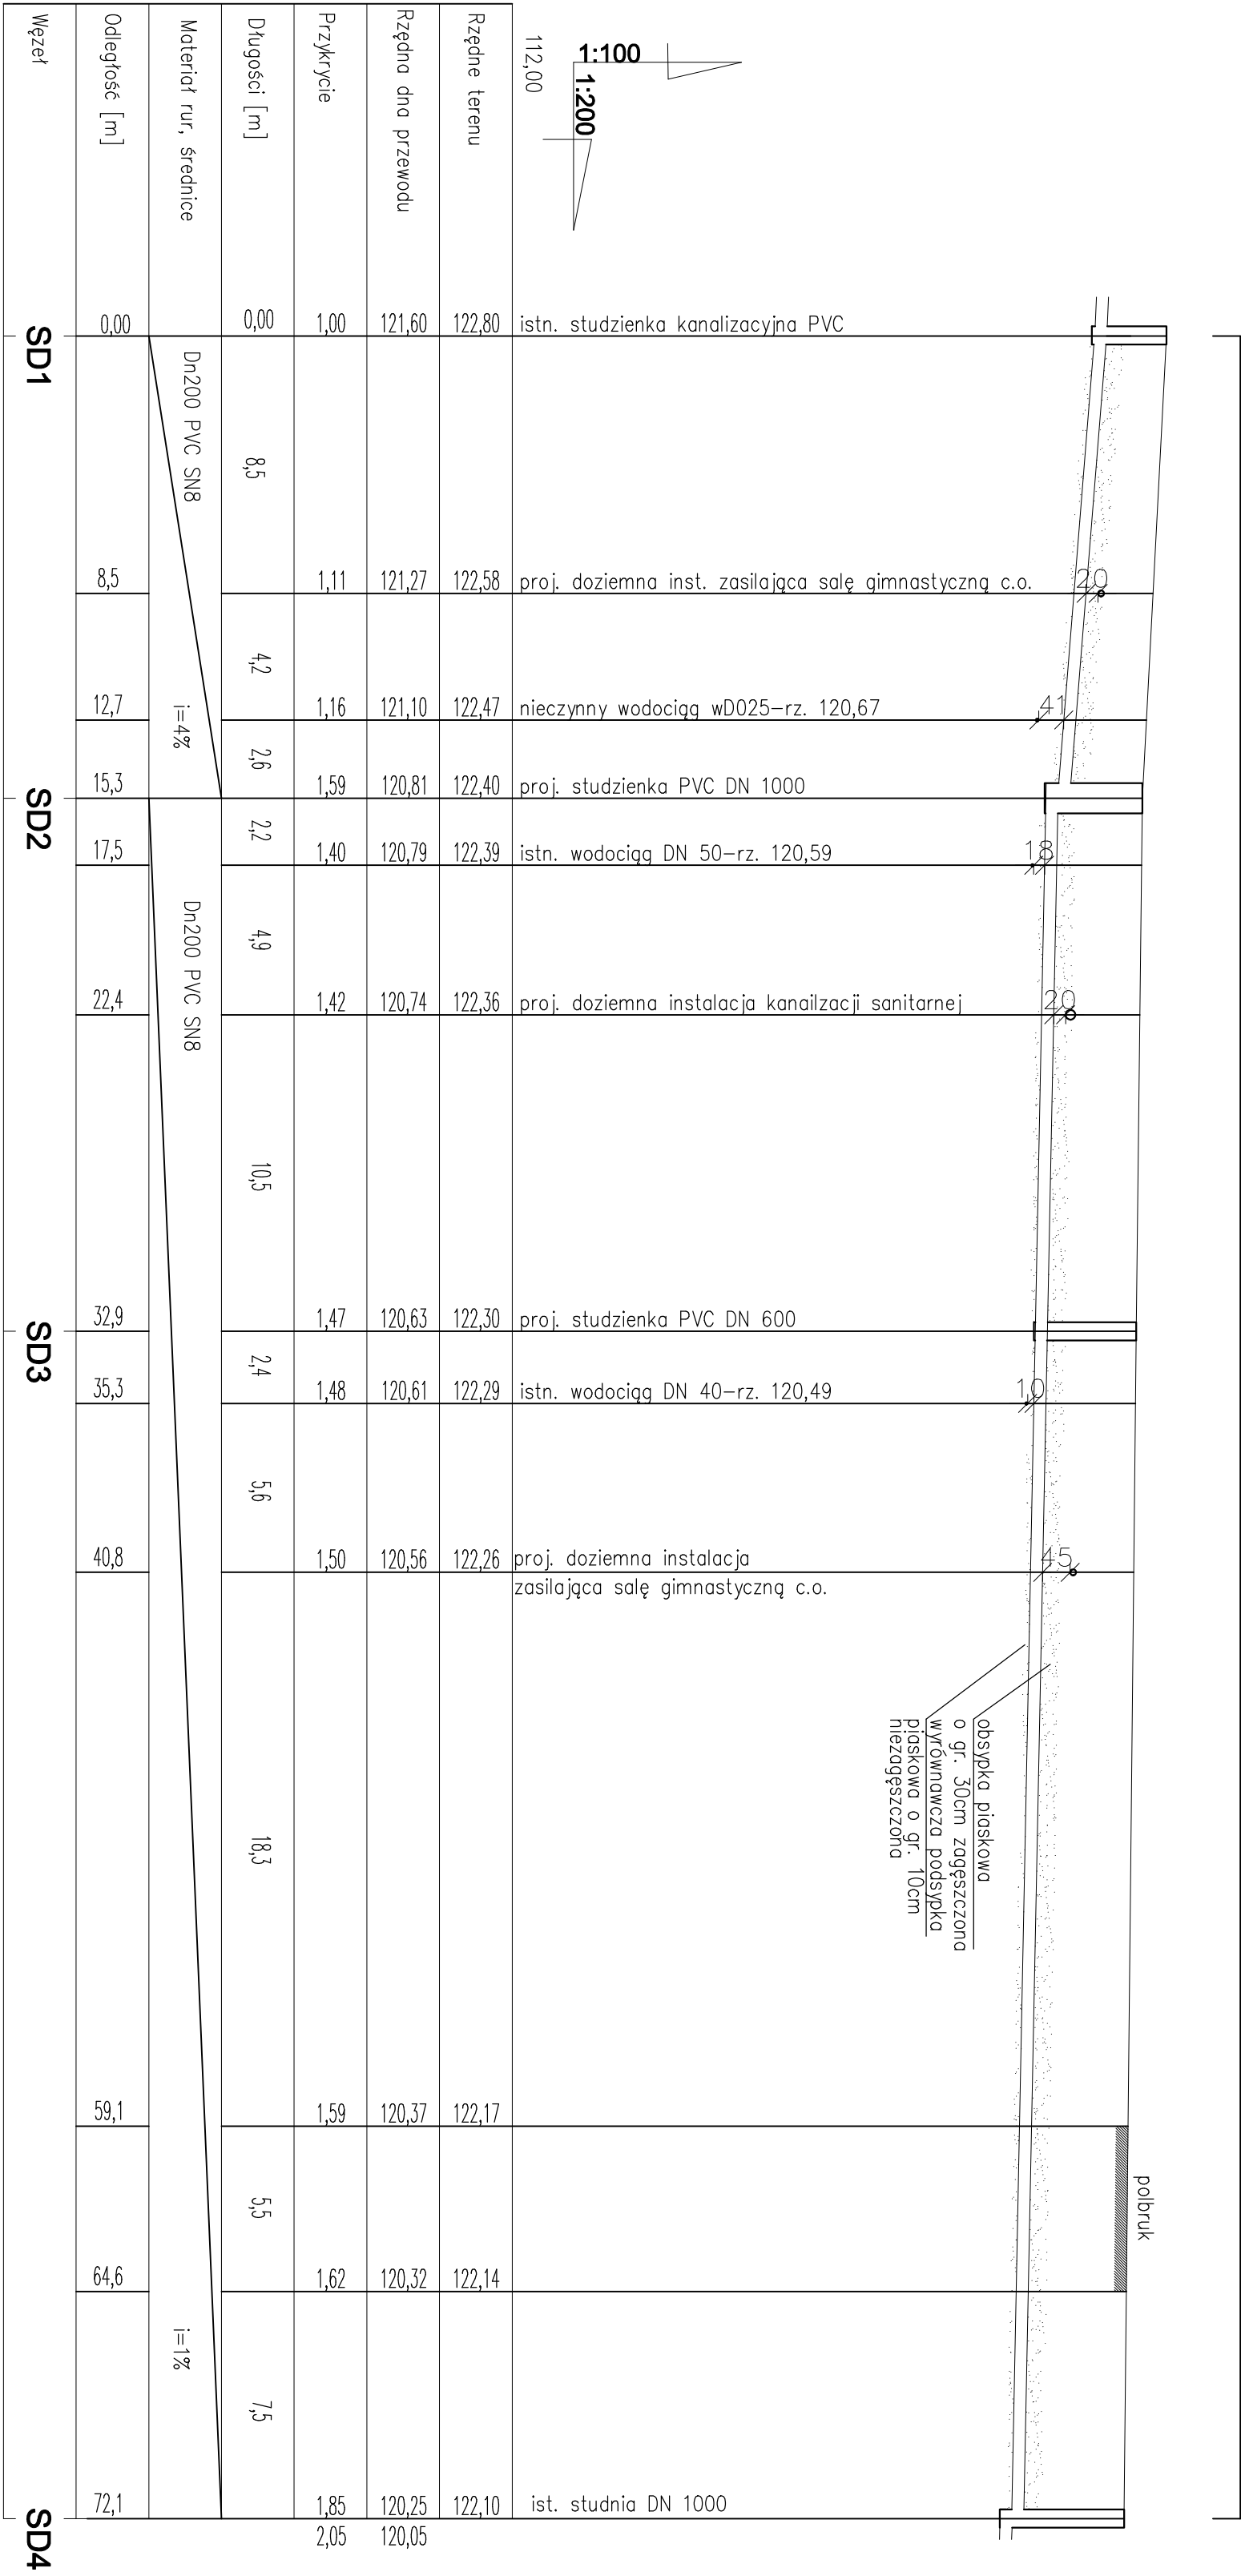 1:100
1:200
112,00
Rzędne terenu
Rzędna dna przewodu
Przykrycie
Długości [m]
Materiał rur, średnice
Odległość [m]
Węzeł
0,00
0,00
1,00
121,60
122,80
istn. studzienka kanalizacyjna PVC
SD1
Dn200 PVC SN8
8,5
8,5
1,11
121,27
122,58
proj. doziemna inst. zasilająca salę gimnastyczną c.o.
20
4,2
12,7
1,16
121,10
122,47
nieczynny wodociąg wD025-rz. 120,67
41
i=4%
2,6
15,3
1,59
120,81
122,40
proj. studzienka PVC DN 1000
SD2
2,2
17,5
1,40
120,79
122,39
istn. wodociąg DN 50-rz. 120,59
18
Dn200 PVC SN8
4,9
22,4
1,42
120,74
122,36
proj. doziemna instalacja kanailzacji sanitarnej
20
10,5
32,9
1,47
120,63
122,30
proj. studzienka PVC DN 600
SD3
2,4
35,3
1,48
120,61
122,29
istn. wodociąg DN 40-rz. 120,49
10
5,6
40,8
1,50
120,56
122,26
proj. doziemna instalacja
zasilająca salę gimnastyczną c.o.
45
obsypka piaskowa
o gr. 30cm zagęszczona
wyrównawcza podsypka
piaskowa o gr. 10cm
niezagęszczona
18,3
59,1
1,59
120,37
122,17
polbruk
5,5
64,6
1,62
120,32
122,14
i=1%
7,5
72,1
1,85
120,25
122,10
ist. studnia DN 1000
2,05
120,05
SD4